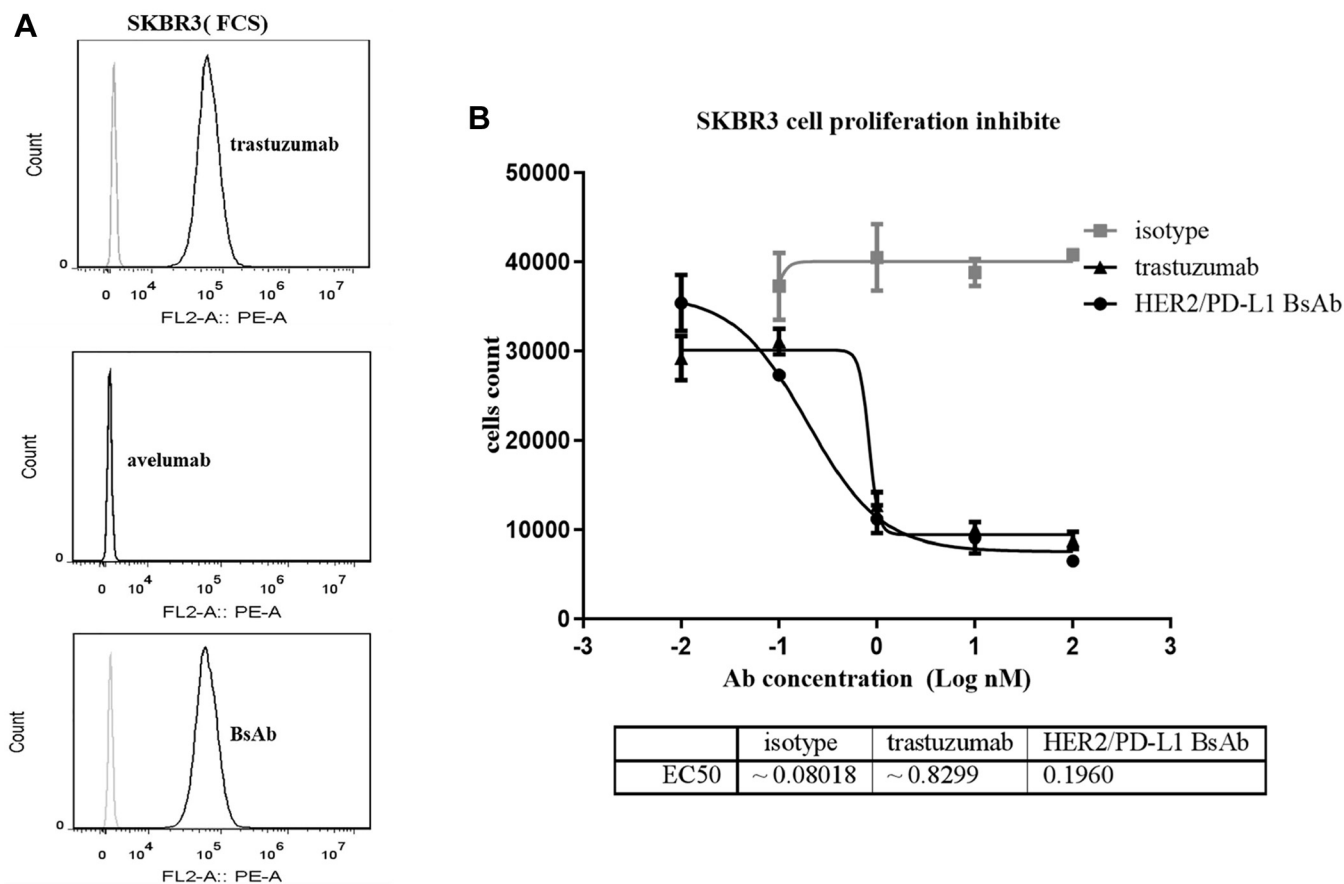 A
SKBR3( FCS)
Count
trastuzumab
0
0 10^4 10^5 10^6 10^7
FL2-A:: PE-A
Count
avelumab
0
0 10^4 10^5 10^6 10^7
FL2-A:: PE-A
Count
BsAb
0
0 10^4 10^5 10^6 10^7
FL2-A:: PE-A
B
SKBR3 cell proliferation inhibite
cells count
50000
40000
30000
20000
10000
0
-3 -2 -1 0 1 2 3
Ab concentration (Log nM)
isotype
trastuzumab
HER2/PD-L1 BsAb
isotype trastuzumab HER2/PD-L1 BsAb
EC50 ~ 0.08018 ~ 0.8299 0.1960